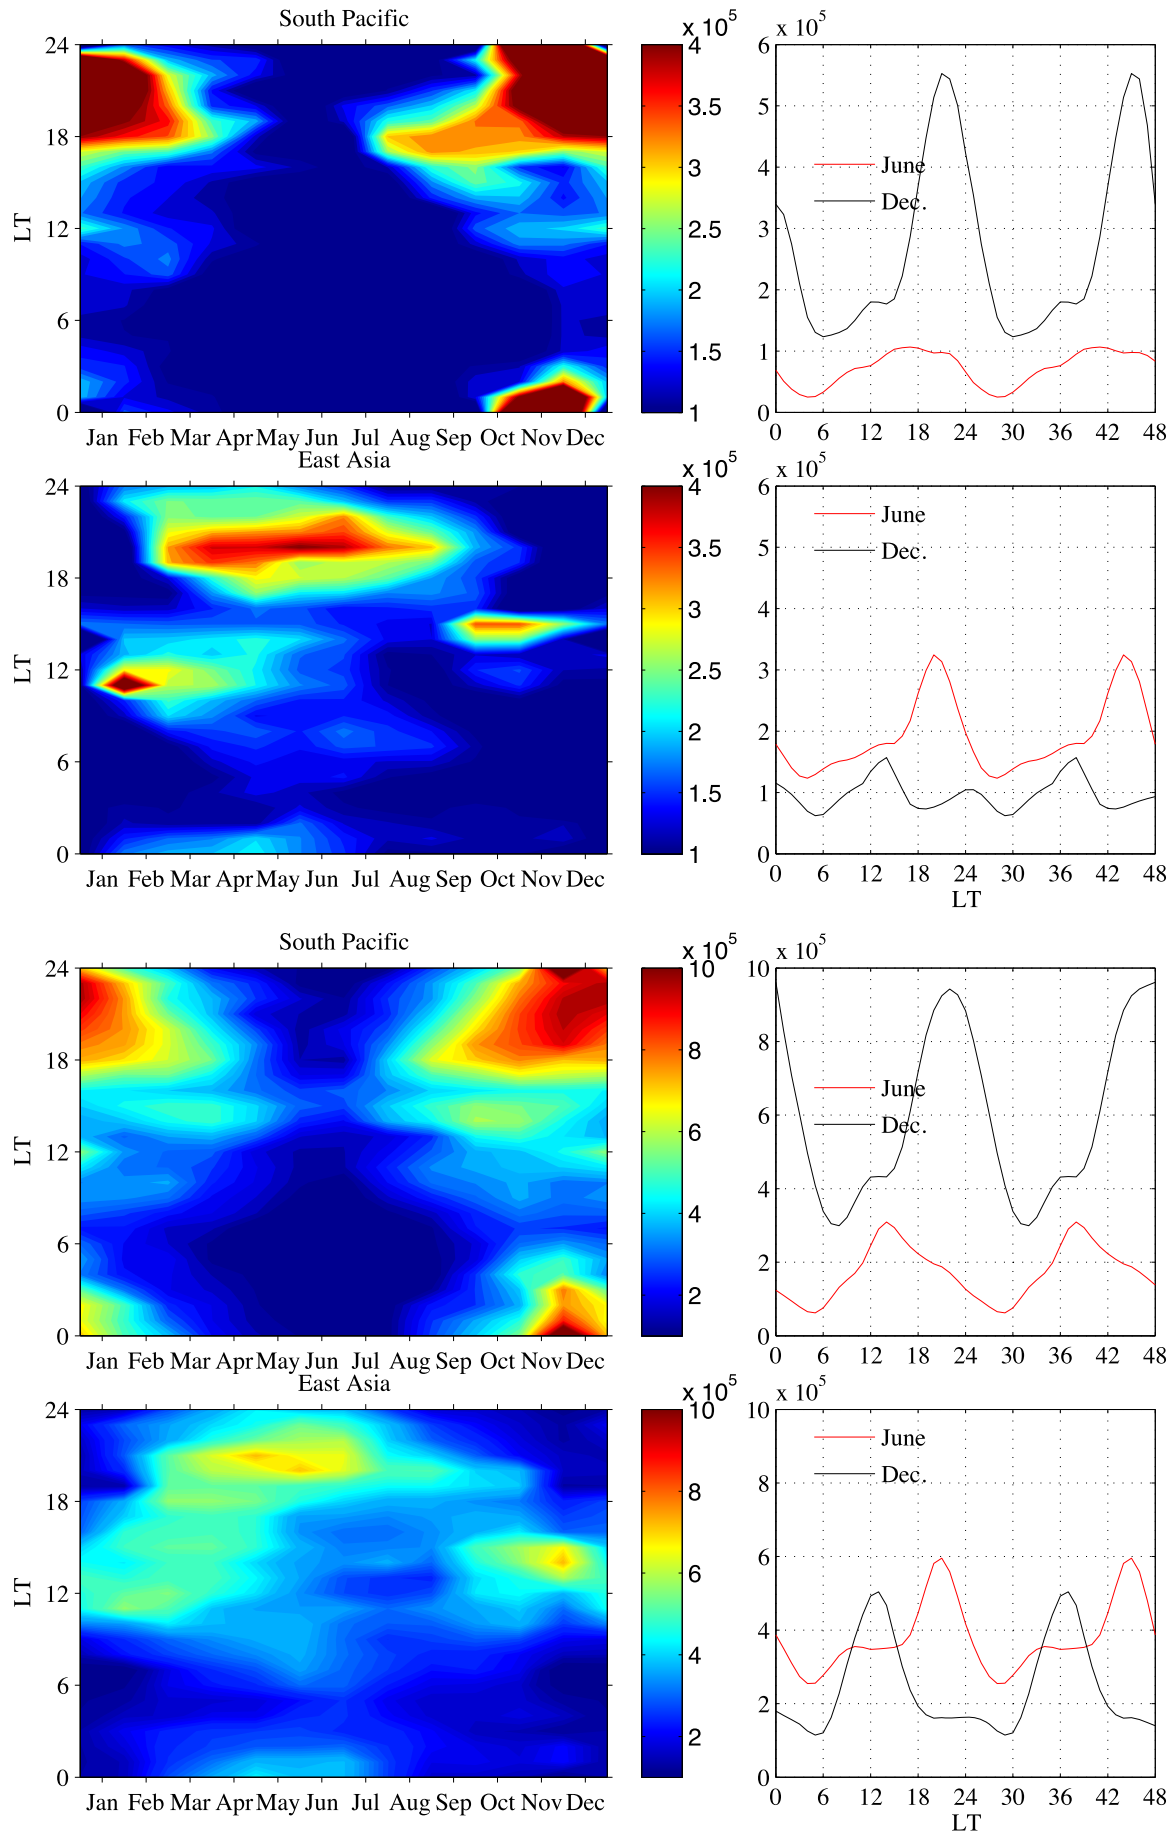 South Pacific
x 10^5
x 10^5
24
18
12
6
0
LT
4
3.5
3
2.5
2
1.5
1
6
5
4
3
2
1
0
June
Dec.
Jan Feb Mar Apr May Jun Jul Aug Sep Oct Nov Dec
0 6 12 18 24 30 36 42 48
East Asia
x 10^5
x 10^5
24
18
12
6
0
LT
4
3.5
3
2.5
2
1.5
1
6
5
4
3
2
1
0
June
Dec.
Jan Feb Mar Apr May Jun Jul Aug Sep Oct Nov Dec
0 6 12 18 24 30 36 42 48
LT
South Pacific
x 10^5
x 10^5
24
18
12
6
0
LT
10
8
6
4
2
10
8
6
4
2
0
June
Dec.
Jan Feb Mar Apr May Jun Jul Aug Sep Oct Nov Dec
0 6 12 18 24 30 36 42 48
East Asia
x 10^5
x 10^5
24
18
12
6
0
LT
10
8
6
4
2
10
8
6
4
2
0
June
Dec.
Jan Feb Mar Apr May Jun Jul Aug Sep Oct Nov Dec
0 6 12 18 24 30 36 42 48
LT